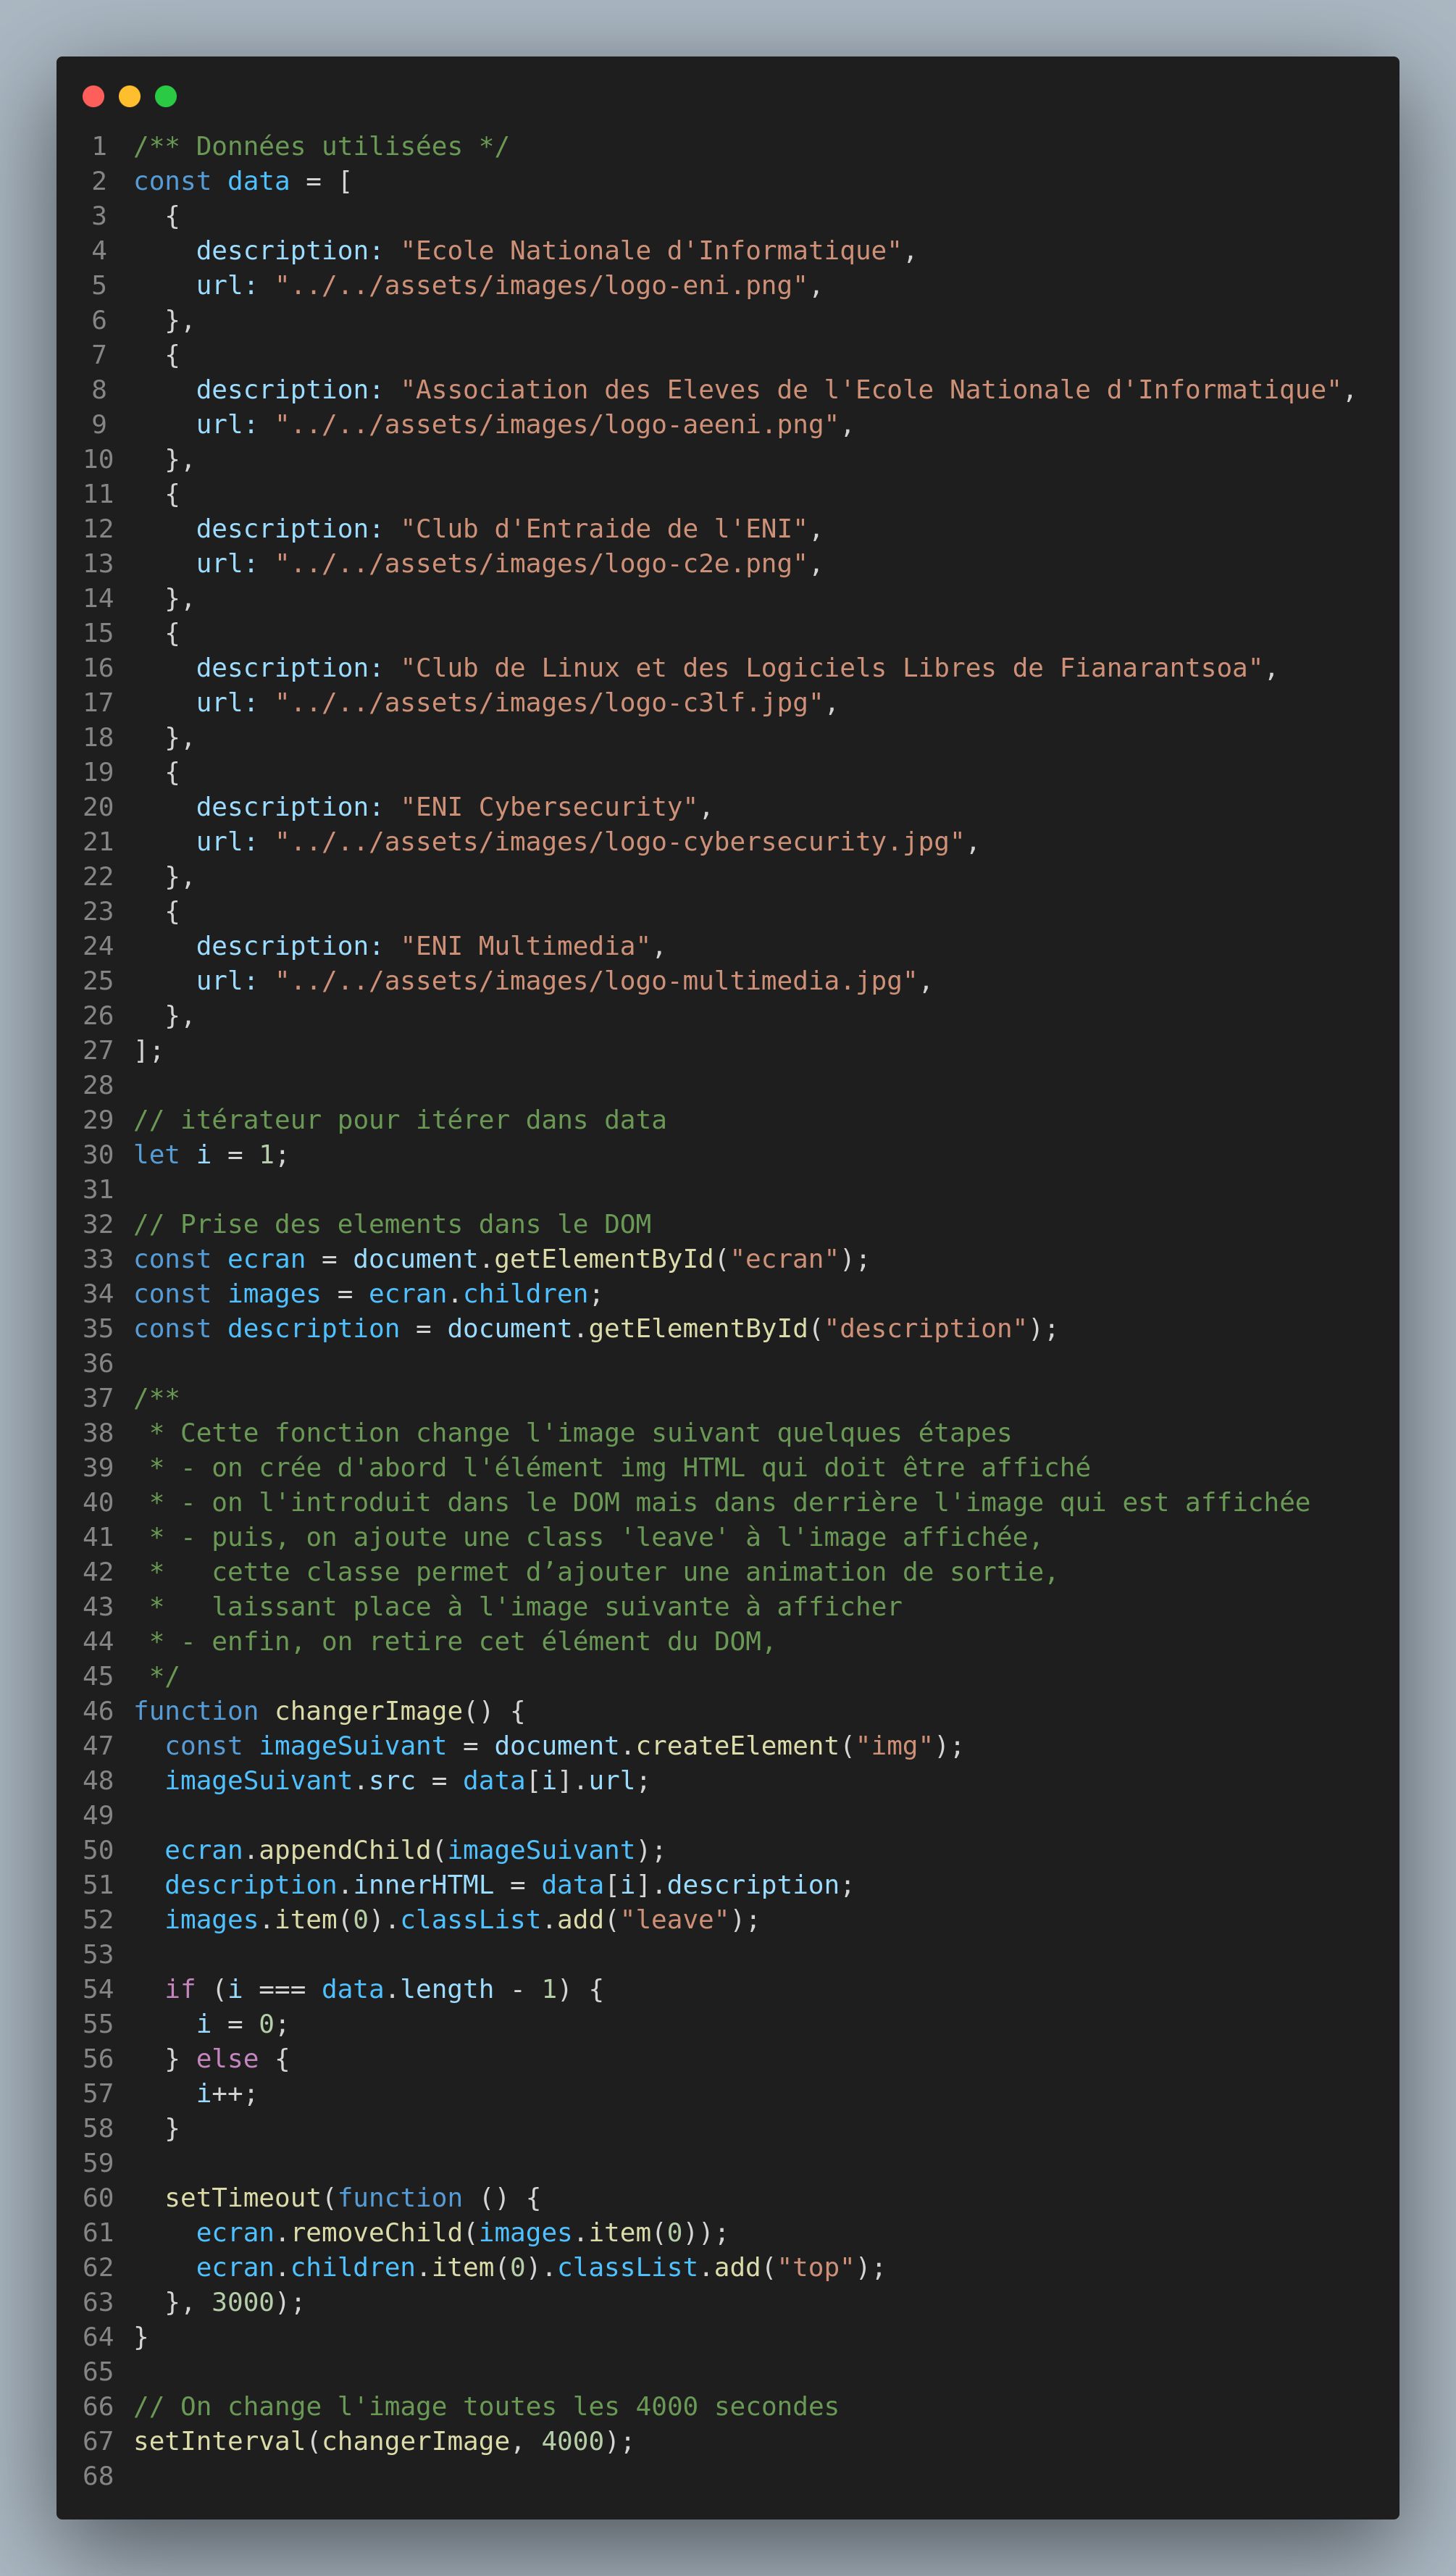 1 /** Données utilisées */
2 const data = [
3   {
4     description: "Ecole Nationale d'Informatique",
5     url: "../../assets/images/logo-eni.png",
6   },
7   {
8     description: "Association des Eleves de l'Ecole Nationale d'Informatique",
9     url: "../../assets/images/logo-aeeni.png",
10   },
11   {
12     description: "Club d'Entraide de l'ENI",
13     url: "../../assets/images/logo-c2e.png",
14   },
15   {
16     description: "Club de Linux et des Logiciels Libres de Fianarantsoa",
17     url: "../../assets/images/logo-c3lf.jpg",
18   },
19   {
20     description: "ENI Cybersecurity",
21     url: "../../assets/images/logo-cybersecurity.jpg",
22   },
23   {
24     description: "ENI Multimedia",
25     url: "../../assets/images/logo-multimedia.jpg",
26   },
27 ];
28
29 // itérateur pour itérer dans data
30 let i = 1;
31
32 // Prise des elements dans le DOM
33 const ecran = document.getElementById("ecran");
34 const images = ecran.children;
35 const description = document.getElementById("description");
36
37 /**
38  * Cette fonction change l'image suivant quelques étapes
39  * - on crée d'abord l'élément img HTML qui doit être affiché
40  * - on l'introduit dans le DOM mais dans derrière l'image qui est affichée
41  * - puis, on ajoute une class 'leave' à l'image affichée,
42  *   cette classe permet d’ajouter une animation de sortie,
43  *   laissant place à l'image suivante à afficher
44  * - enfin, on retire cet élément du DOM,
45  */
46 function changerImage() {
47   const imageSuivant = document.createElement("img");
48   imageSuivant.src = data[i].url;
49
50   ecran.appendChild(imageSuivant);
51   description.innerHTML = data[i].description;
52   images.item(0).classList.add("leave");
53
54   if (i === data.length - 1) {
55     i = 0;
56   } else {
57     i++;
58   }
59
60   setTimeout(function () {
61     ecran.removeChild(images.item(0));
62     ecran.children.item(0).classList.add("top");
63   }, 3000);
64 }
65
66 // On change l'image toutes les 4000 secondes
67 setInterval(changerImage, 4000);
68